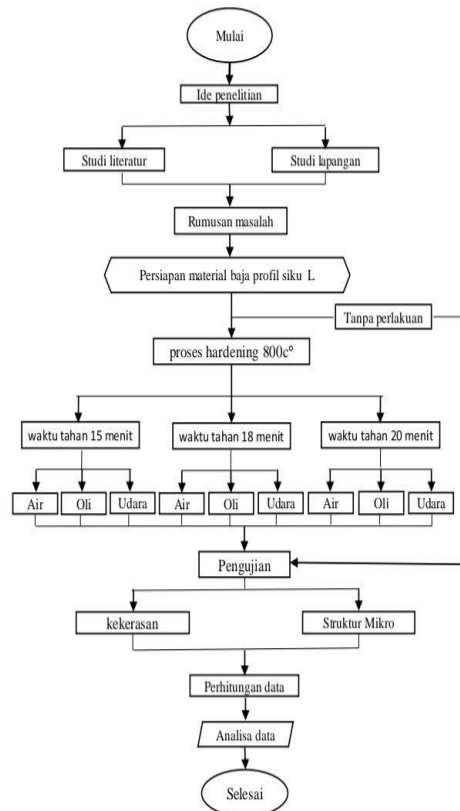 Mulai
Ide penelitian
Studi literatur
Studi lapangan
Rumusan masalah
Persiapan material baja profil siku L
Tanpa perlakuan
proses hardening 800cº
waktu tahan 15 menit
waktu tahan 18 menit
waktu tahan 20 menit
Air
Oli
Udara
Air
Oli
Udara
Air
Oli
Udara
Pengujian
kekerasan
Struktur Mikro
Perhitungan data
Analisa data
Selesai